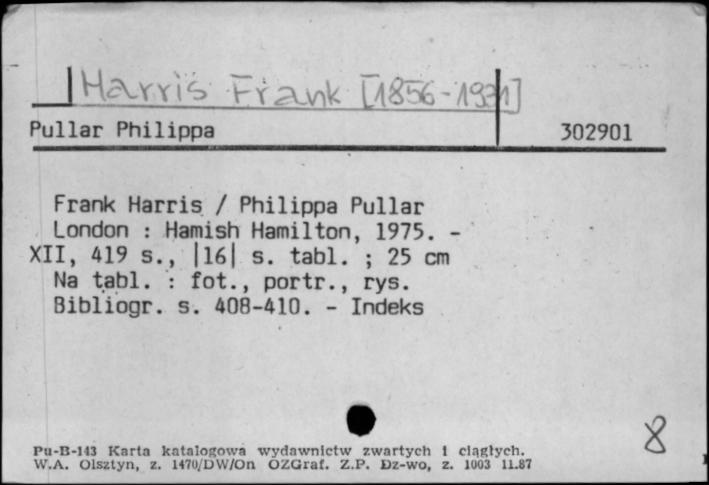 Harris Frank [1856-1931]
Pullar Philippa 302901
Frank Harris / Philippa Pullar
London : Hamish Hamilton, 1975. -
XII, 419 s., |16| s. tabl. ; 25 cm
Na tabl. : fot., portr., rys.
Bibliogr. s. 408-410. - Indeks
8
Pu-B-143 Karta katalogowa wydawnictw zwartych i ciągłych.
W.A. Olsztyn, z. 1470/DW/On OZGraf. Z.P. Dz-wo, z. 1003 11.87